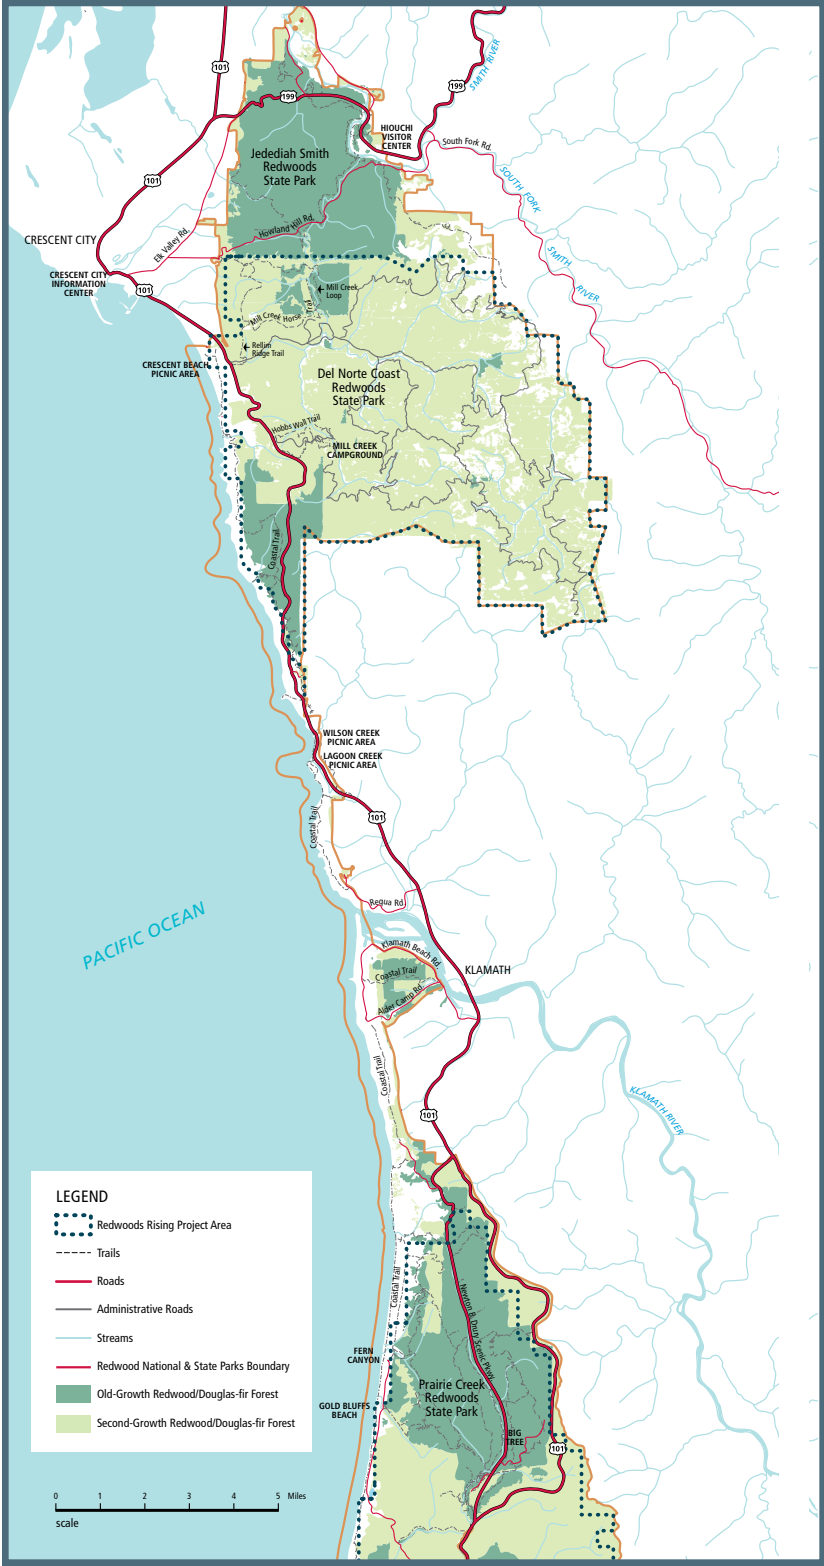 101
199
199
SMITH RIVER
HIOUCHI
VISITOR
CENTER
South Fork Rd.
Jedediah Smith
Redwoods
State Park
SOUTH FORK
SMITH
RIVER
101
Howland Hill Rd.
Elk Valley Rd.
CRESCENT CITY
CRESCENT CITY
INFORMATION
CENTER
101
Mill Creek
Loop
Mill Creek Horse
Trail
Rellim
Ridge Trail
CRESCENT BEACH
PICNIC AREA
Del Norte Coast
Redwoods
State Park
Hobbs Wall Trail
MILL CREEK
CAMPGROUND
Coastal Trail
WILSON CREEK
PICNIC AREA
LAGOON CREEK
PICNIC AREA
Coastal Trail
101
Requa Rd.
PACIFIC OCEAN
Klamath Beach Rd.
KLAMATH
Coastal Trail
Alder Camp Rd.
Coastal Trail
101
KLAMATH RIVER
LEGEND
Redwoods Rising Project Area
Trails
Roads
Administrative Roads
Streams
Redwood National & State Parks Boundary
Old-Growth Redwood/Douglas-fir Forest
Second-Growth Redwood/Douglas-fir Forest
Coastal Trail
Newton B. Drury Scenic Pkwy.
FERN
CANYON
Prairie Creek
Redwoods
State Park
GOLD BLUFFS
BEACH
BIG
TREE
101
0 1 2 3 4 5 Miles
scale